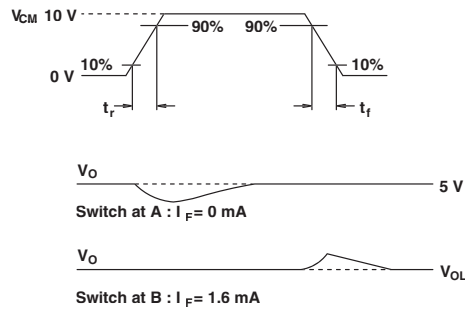 V_CM 10 V
90% 90%
10% 10%
0 V
t_r t_f
V_O
5 V
Switch at A : I_F = 0 mA
V_O
V_OL
Switch at B : I_F = 1.6 mA